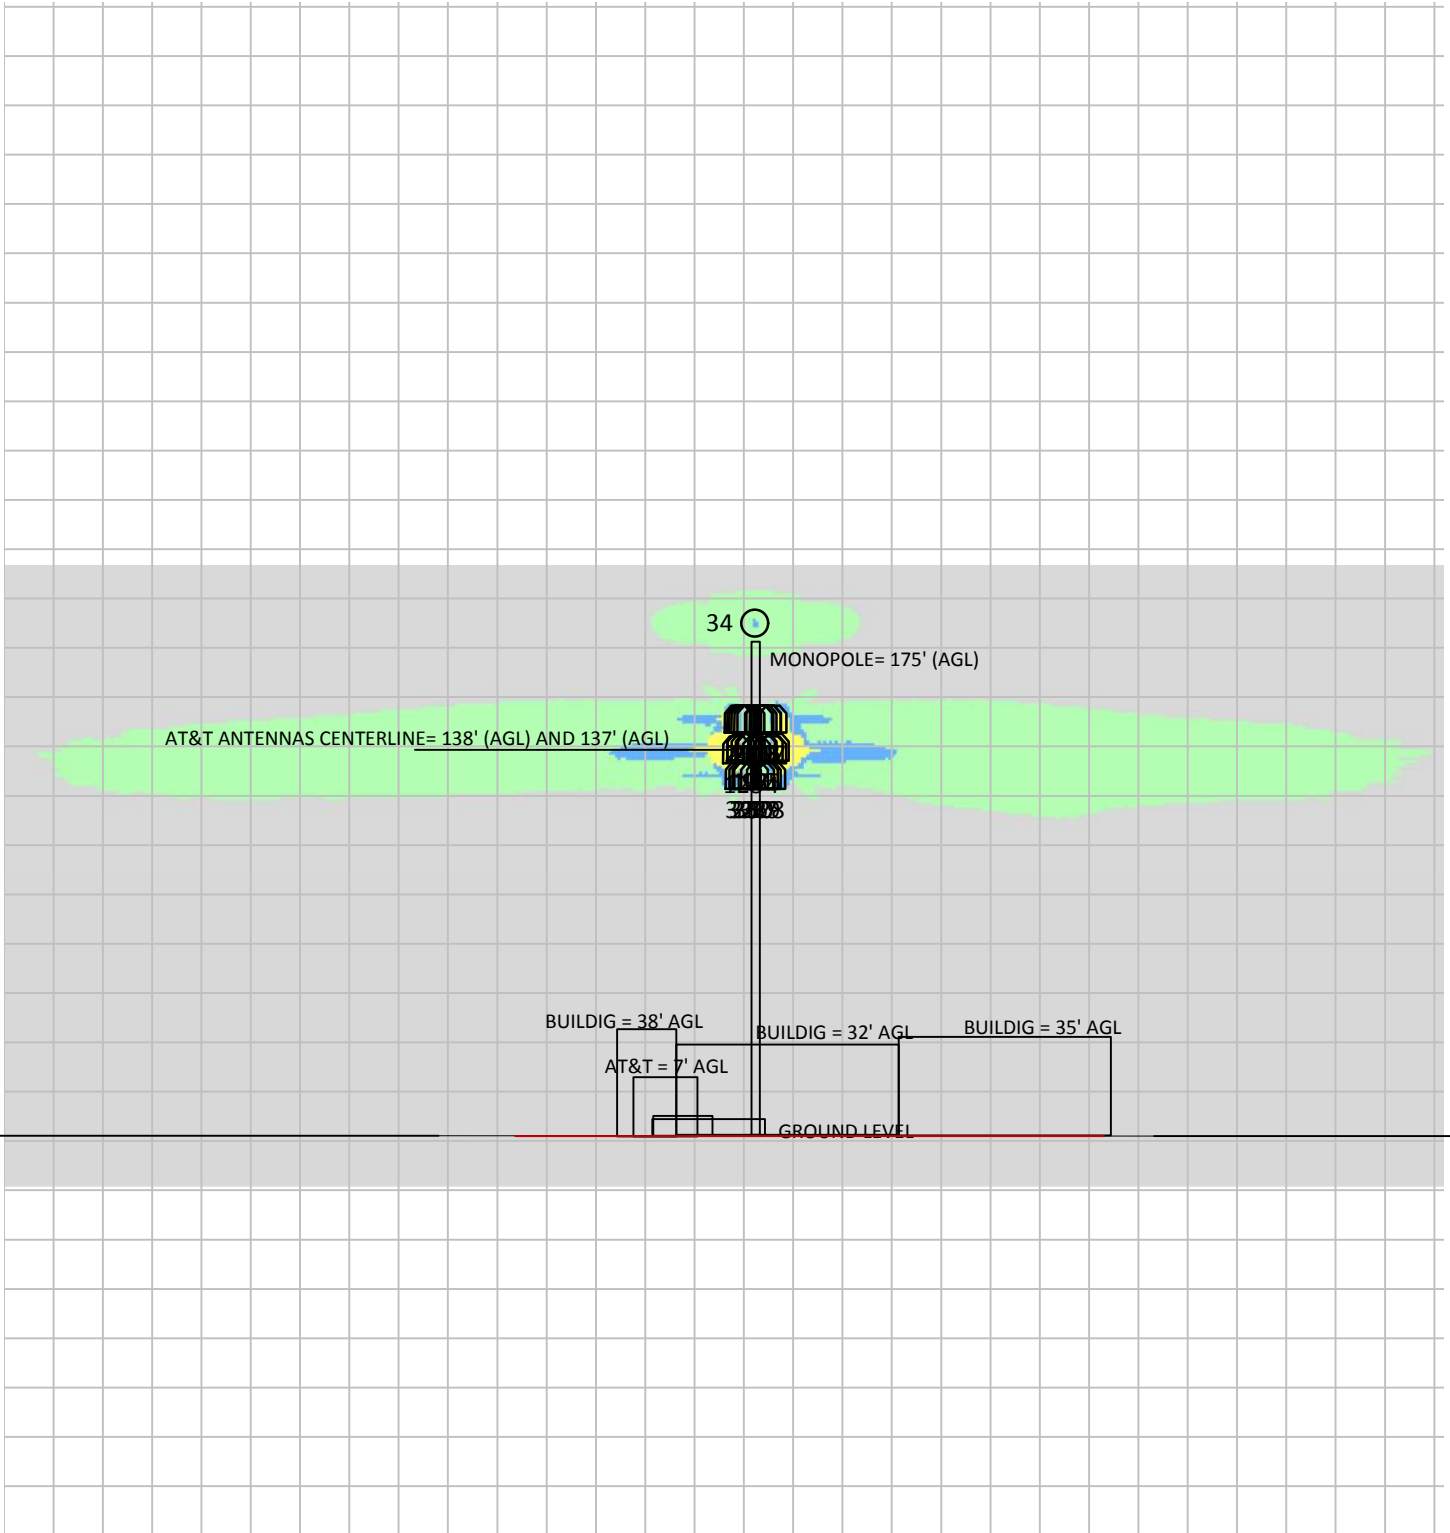 34
MONOPOLE= 175' (AGL)
AT&T ANTENNAS CENTERLINE= 138' (AGL) AND 137' (AGL)
BUILDIG = 38' AGL
BUILDIG = 32' AGL
BUILDIG = 35' AGL
AT&T = 7' AGL
GROUND LEVEL